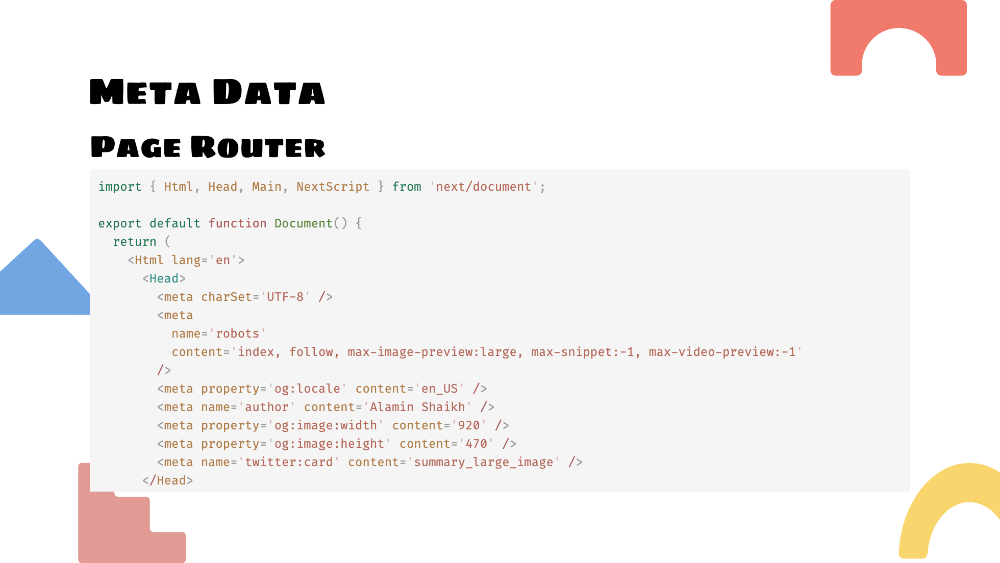 Meta Data
Page Router
import { Html, Head, Main, NextScript } from 'next/document';

export default function Document() {
  return (
    <Html lang='en'>
      <Head>
        <meta charSet='UTF-8' />
        <meta
          name='robots'
          content='index, follow, max-image-preview:large, max-snippet:-1, max-video-preview:-1'
        />
        <meta property='og:locale' content='en_US' />
        <meta name='author' content='Alamin Shaikh' />
        <meta property='og:image:width' content='920' />
        <meta property='og:image:height' content='470' />
        <meta name='twitter:card' content='summary_large_image' />
      </Head>